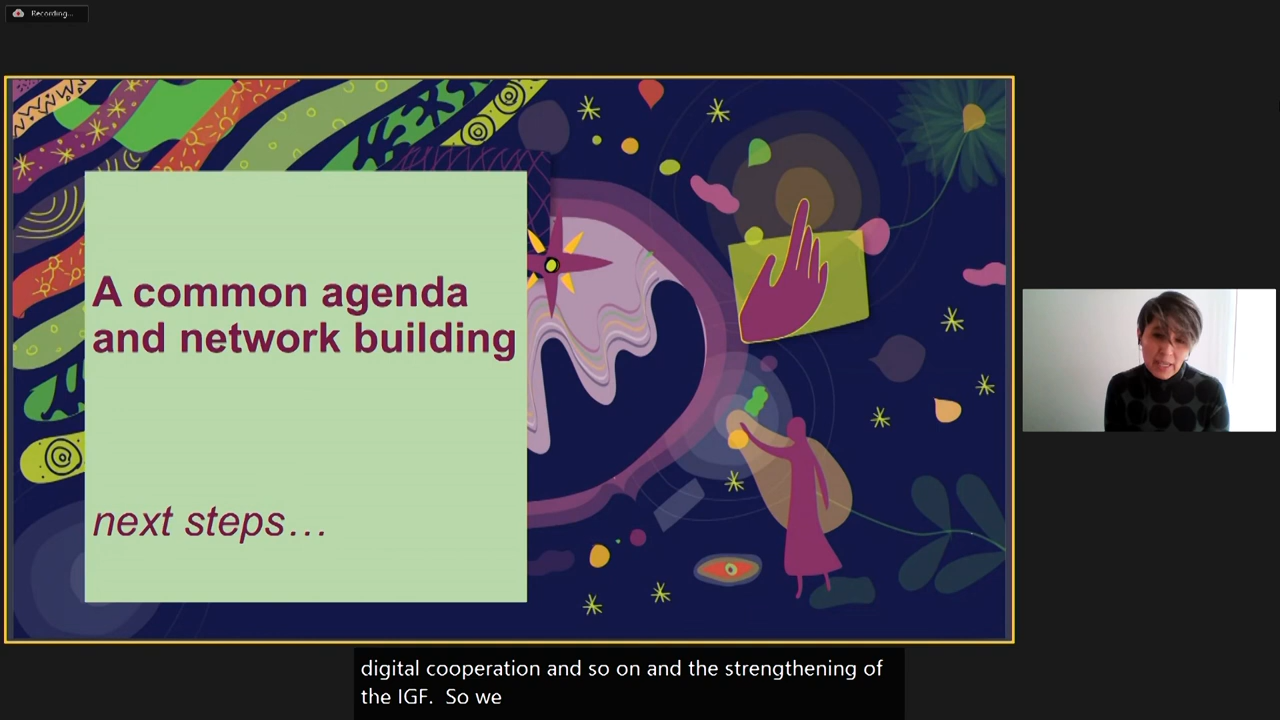 Recording...
A common agenda
and network building
next steps...
digital cooperation and so on and the strengthening of
the IGF.  So we